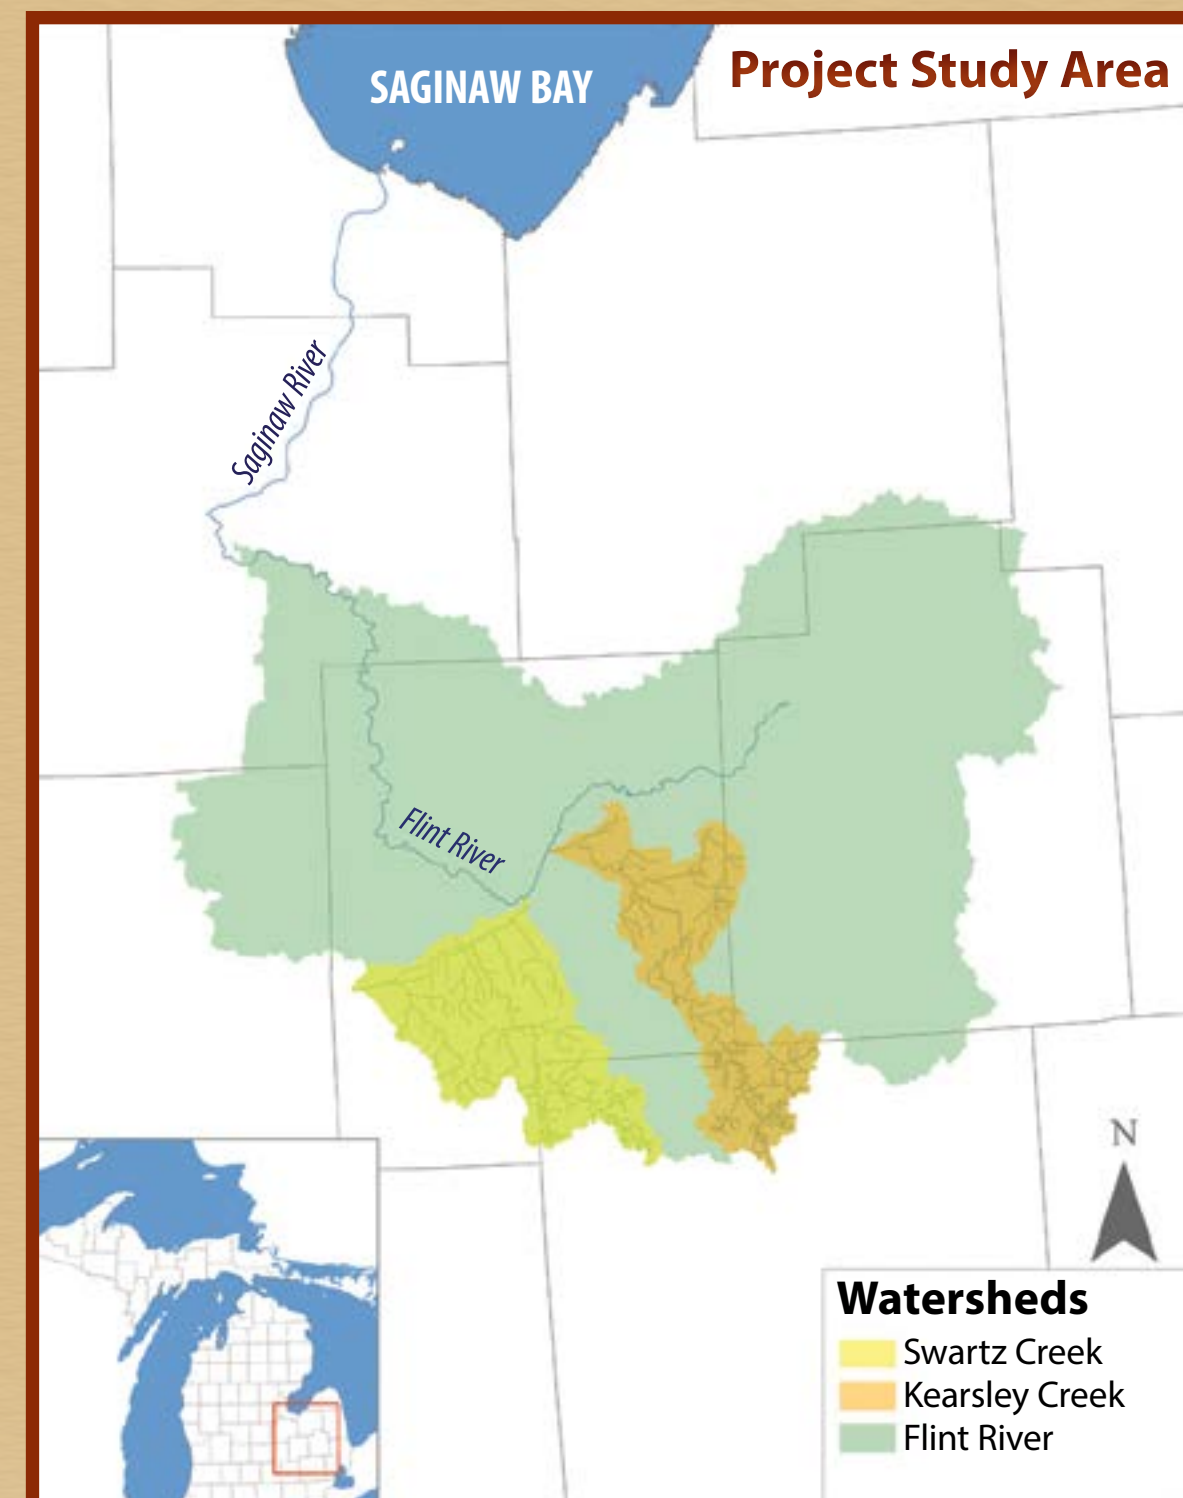 Project Study Area
SAGINAW BAY
Saginaw River
Flint River
N
Watersheds
Swartz Creek
Kearsley Creek
Flint River